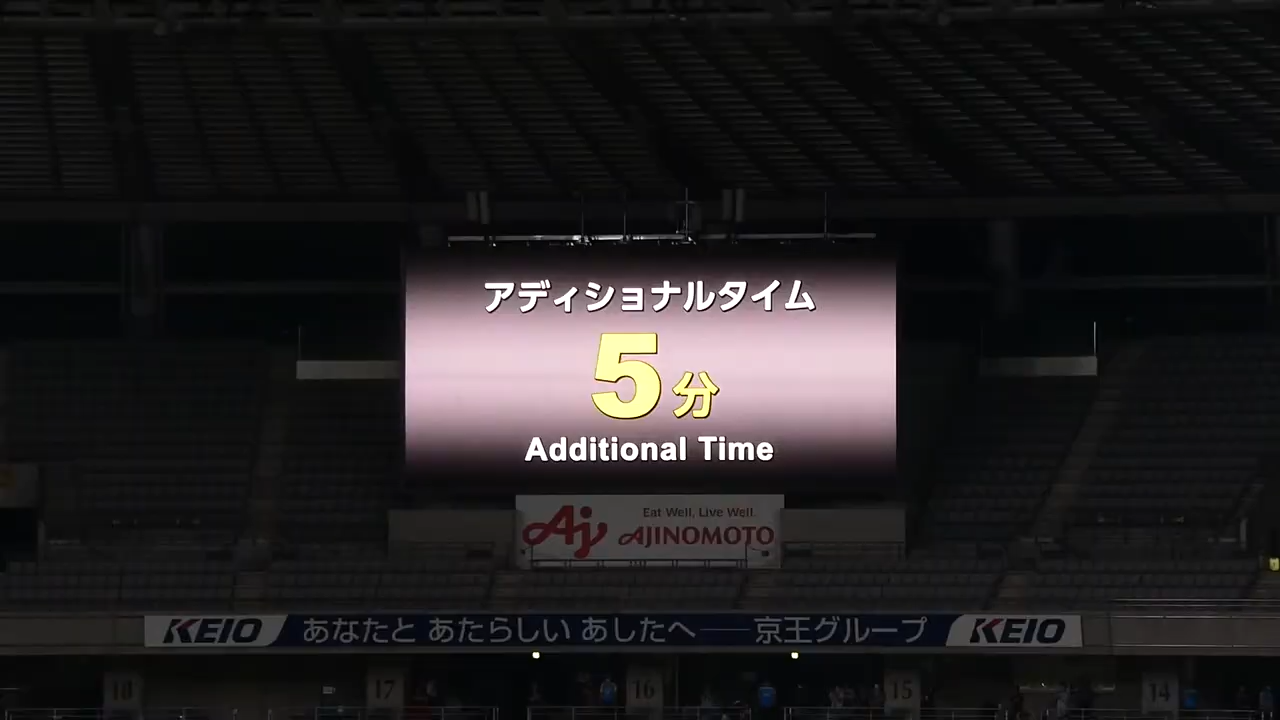 アディショナルタイム
5分
Additional Time
Eat Well, Live Well.
Aj AJINOMOTO
KEIO あなたと あたらしい あしたへ――京王グループ KEIO
18 17 16 15 14